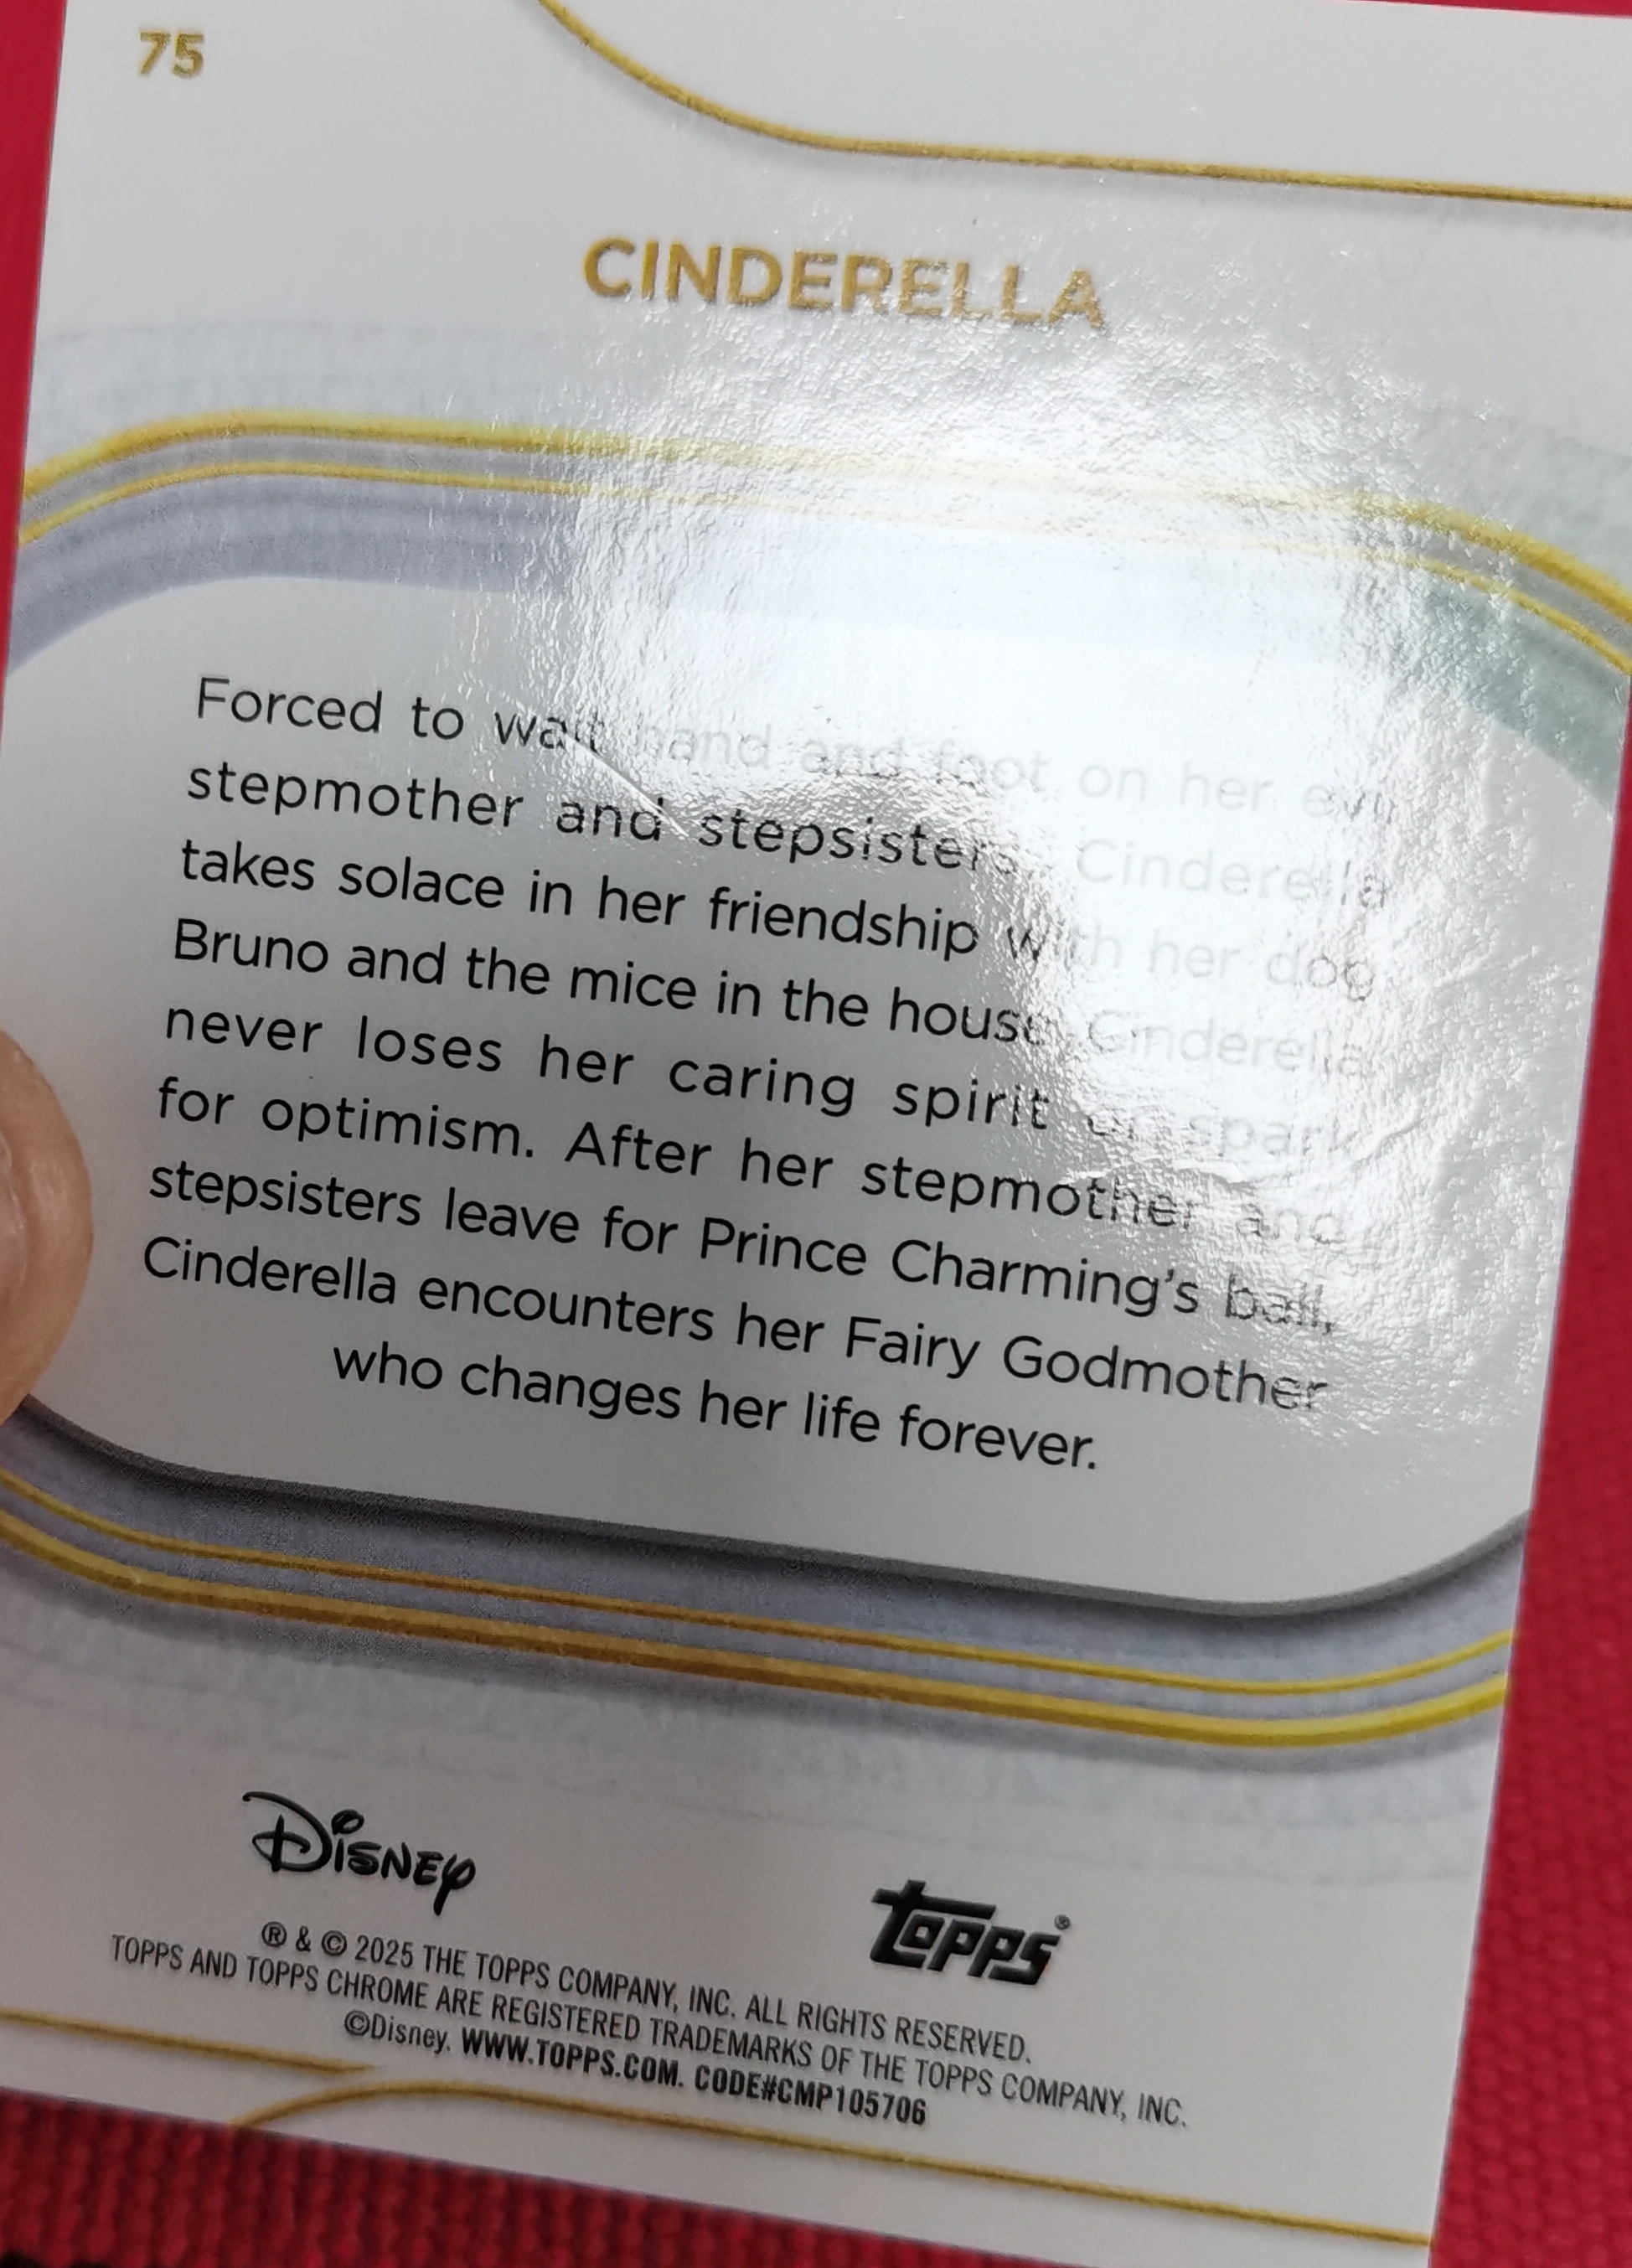 75
CINDERELLA
Forced to wait hand and foot on her evil
stepmother and stepsisters, Cinderella
takes solace in her friendship with her dog
Bruno and the mice in the house. Cinderella
never loses her caring spirit or spark
for optimism. After her stepmother and
stepsisters leave for Prince Charming's ball,
Cinderella encounters her Fairy Godmother
who changes her life forever.
Disney
topps®
® & © 2025 THE TOPPS COMPANY, INC. ALL RIGHTS RESERVED.
TOPPS AND TOPPS CHROME ARE REGISTERED TRADEMARKS OF THE TOPPS COMPANY, INC.
©Disney. WWW.TOPPS.COM. CODE#CMP105706